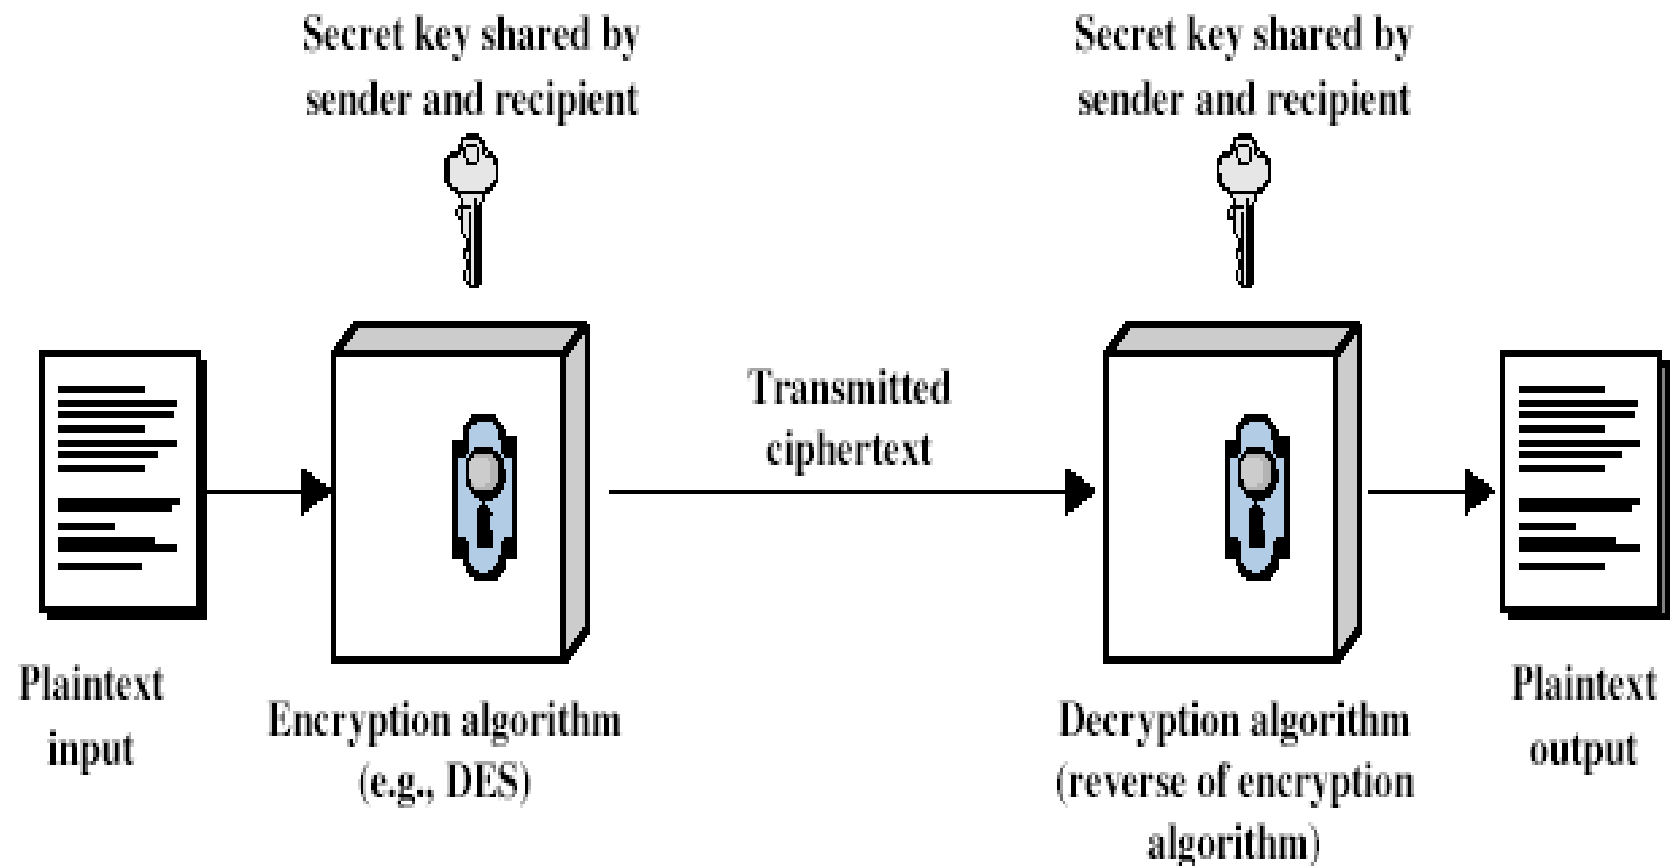 Secret key shared by
sender and recipient
Secret key shared by
sender and recipient
Transmitted
ciphertext
Plaintext
input
Encryption algorithm
(e.g., DES)
Decryption algorithm
(reverse of encryption
algorithm)
Plaintext
output